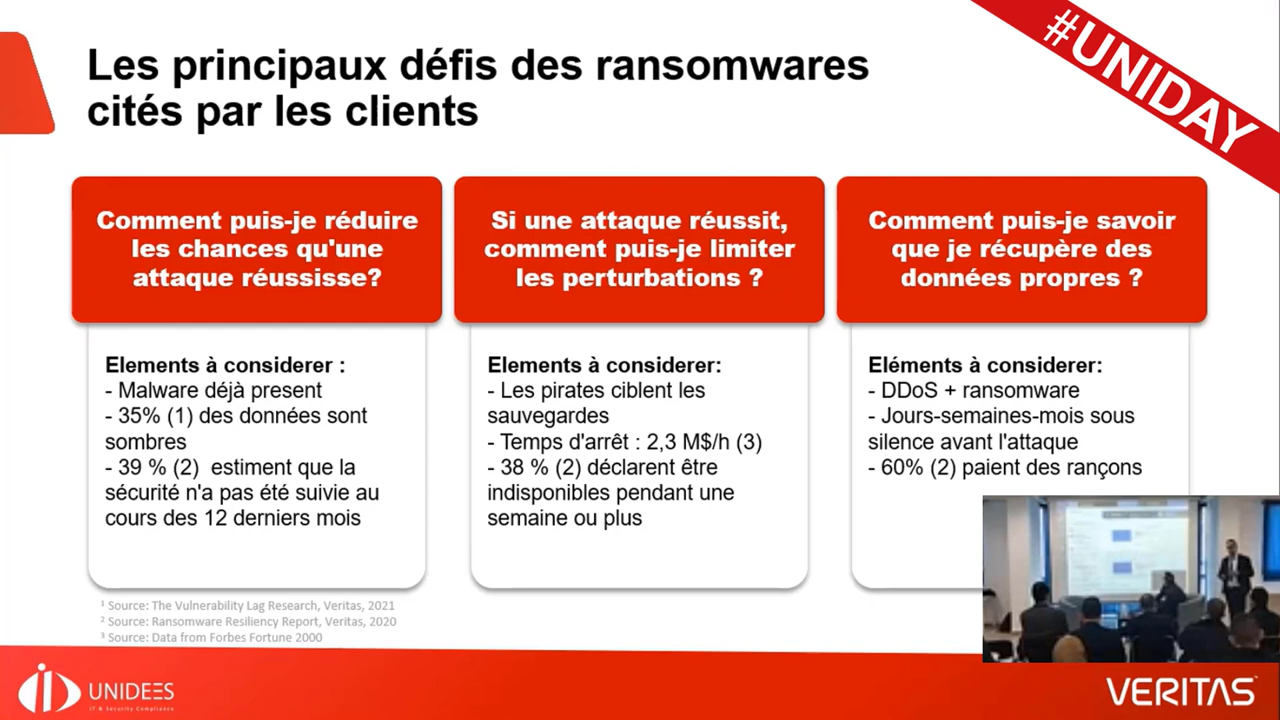 #UNIDAY
Les principaux défis des ransomwares
cités par les clients
Comment puis-je réduire
les chances qu'une
attaque réussisse?
Elements à considerer :
- Malware déjà present
- 35% (1) des données sont
sombres
- 39 % (2) estiment que la
sécurité n'a pas été suivie au
cours des 12 derniers mois
Si une attaque réussit,
comment puis-je limiter
les perturbations ?
Elements à considerer:
- Les pirates ciblent les
sauvegardes
- Temps d'arrêt : 2,3 M$/h (3)
- 38 % (2) déclarent être
indisponibles pendant une
semaine ou plus
Comment puis-je savoir
que je récupère des
données propres ?
Eléments à considerer:
- DDoS + ransomware
- Jours-semaines-mois sous
silence avant l'attaque
- 60% (2) paient des rançons
¹ Source: The Vulnerability Lag Research, Veritas, 2021
² Source: Ransomware Resiliency Report, Veritas, 2020
³ Source: Data from Forbes Fortune 2000
UNIDEES
IT & Security Compliance
VERITAS